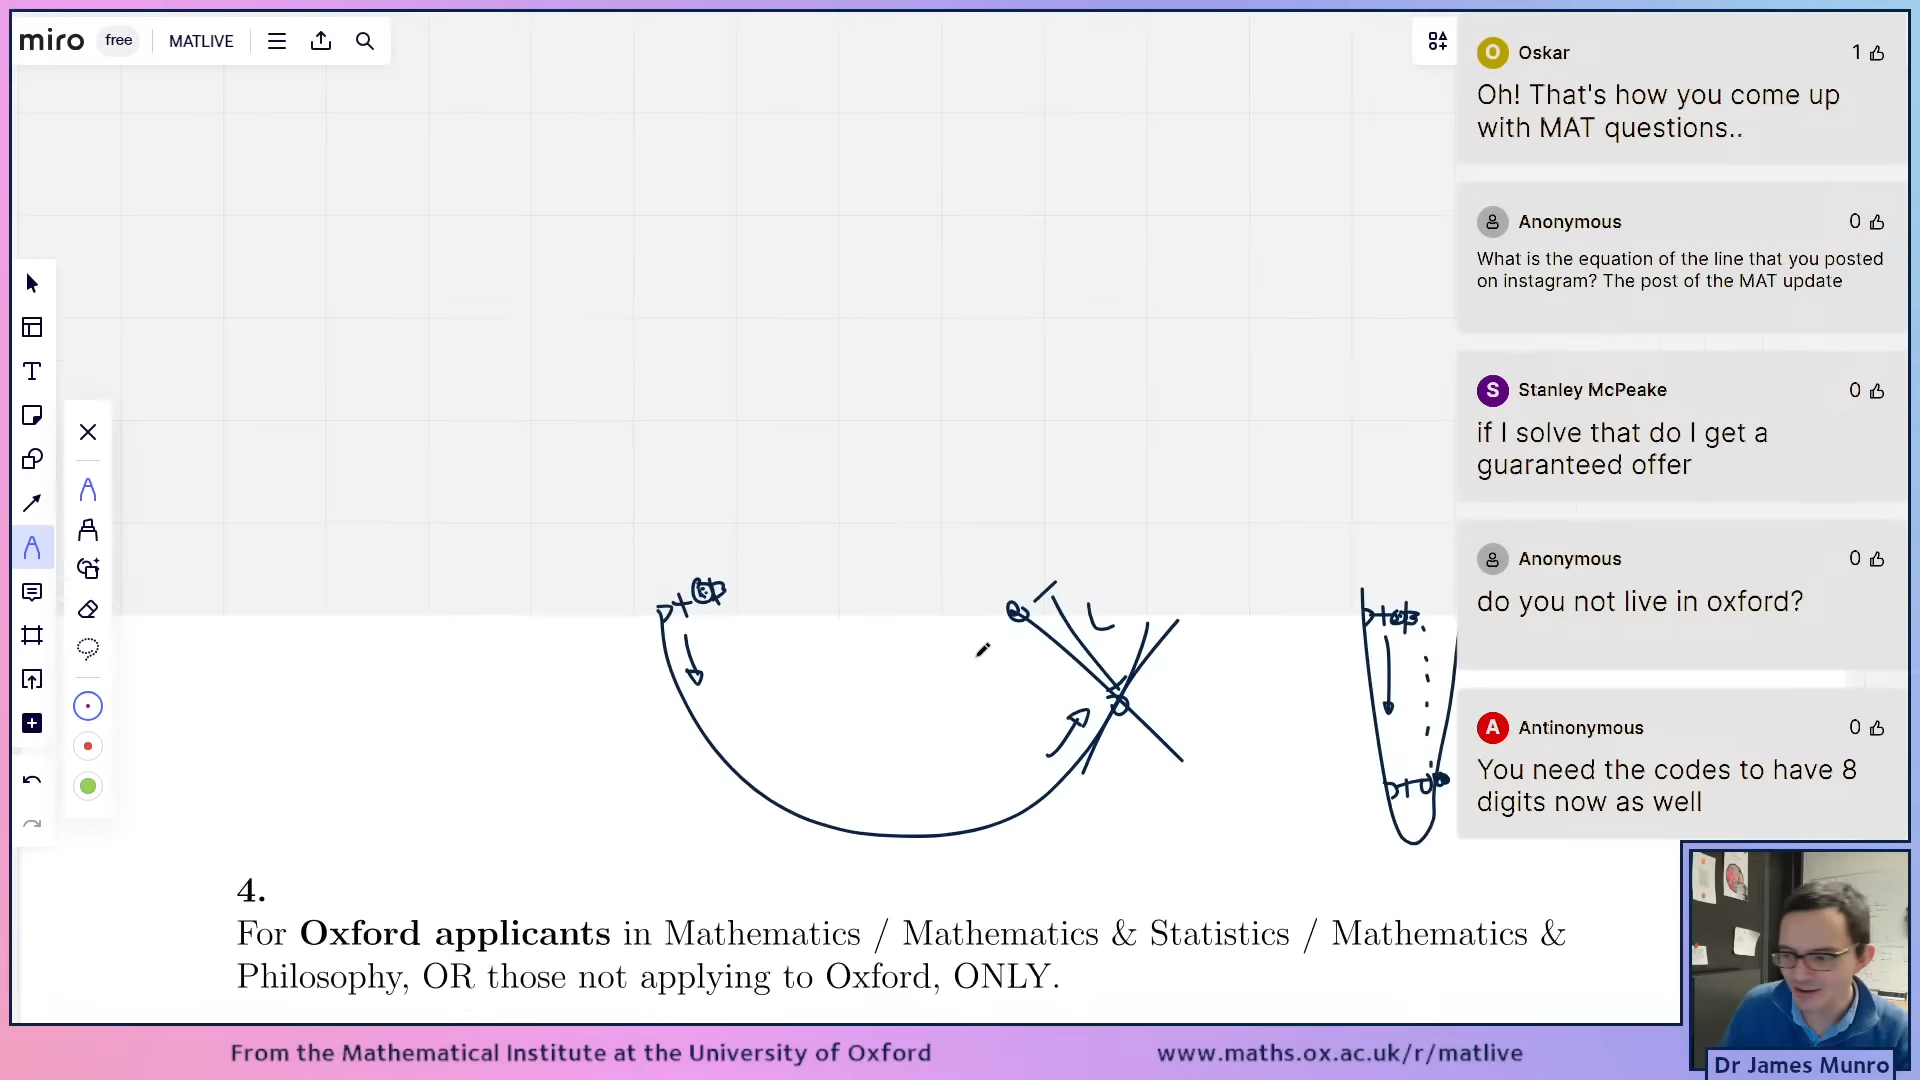 miro free MATLIVE
O Oskar 1
Oh! That's how you come up
with MAT questions..
Anonymous 0
What is the equation of the line that you posted
on instagram? The post of the MAT update
S Stanley McPeake 0
if I solve that do I get a
guaranteed offer
Anonymous 0
do you not live in oxford?
A Antinonymous 0
You need the codes to have 8
digits now as well
L
4.
For Oxford applicants in Mathematics / Mathematics & Statistics / Mathematics &
Philosophy, OR those not applying to Oxford, ONLY.
From the Mathematical Institute at the University of Oxford
www.maths.ox.ac.uk/r/matlive
Dr James Munro